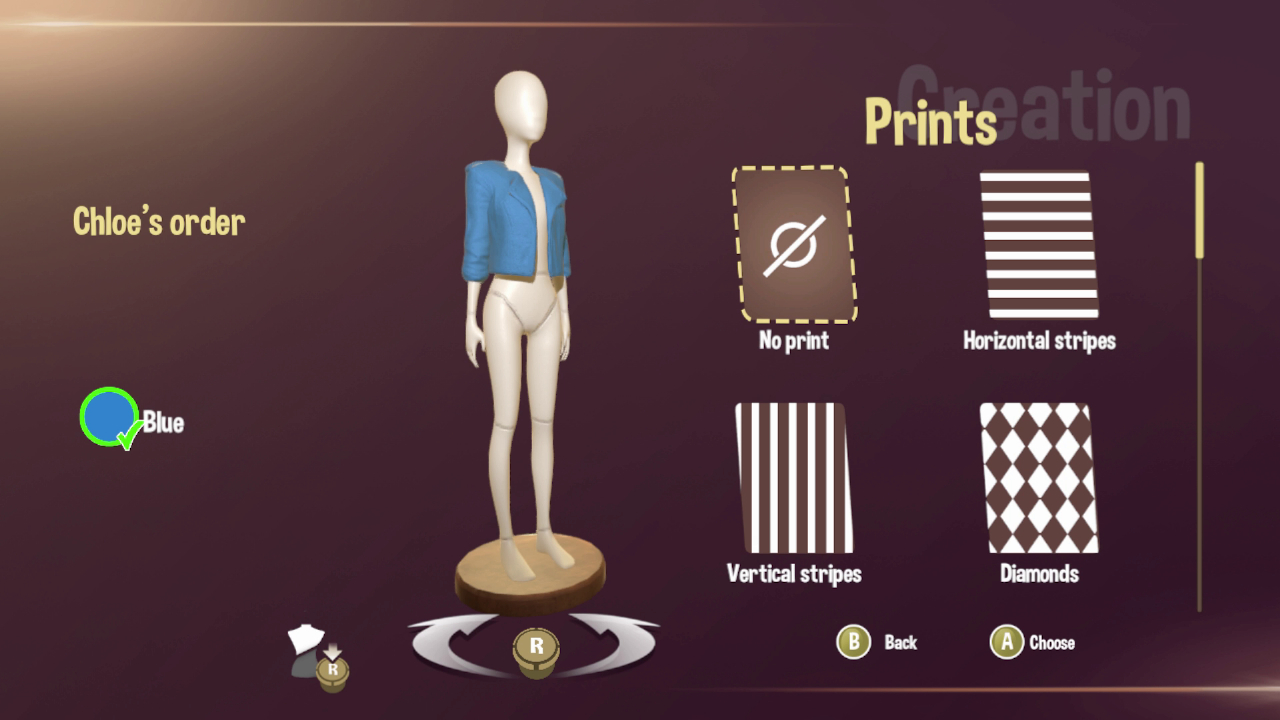 Creation
Prints
Chloe's order
No print
Horizontal stripes
Blue
Vertical stripes
Diamonds
R
R
B Back
A Choose